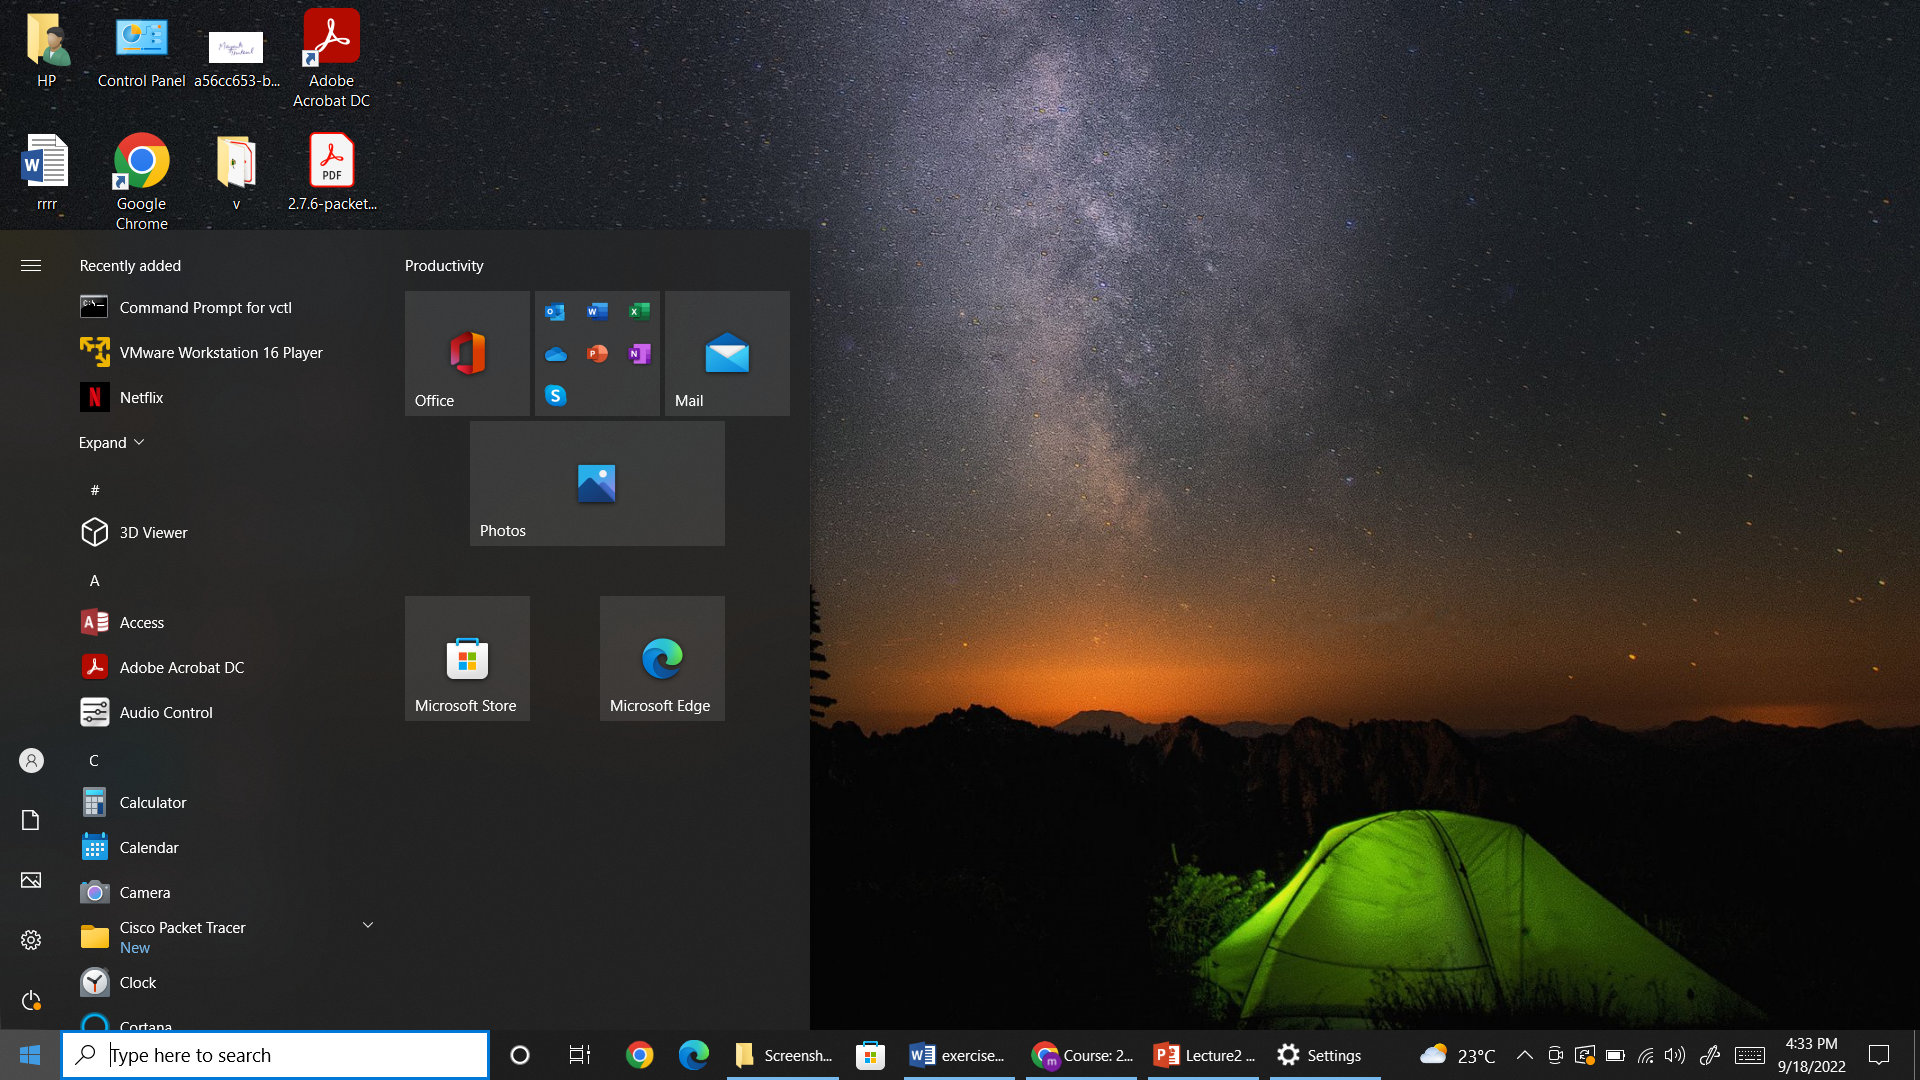 HP
Control Panel
a56cc653-b...
Adobe
Acrobat DC
rrrr
Google
Chrome
v
PDF
2.7.6-packet...
Recently added
Command Prompt for vctl
VMware Workstation 16 Player
Netflix
Expand
#
3D Viewer
A
Access
Adobe Acrobat DC
Audio Control
C
Calculator
Calendar
Camera
Cisco Packet Tracer
New
Clock
Cortana
Productivity
Office
Mail
Photos
Microsoft Store
Microsoft Edge
Type here to search
Screensh...
exercise...
Course: 2...
Lecture2 ...
Settings
23°C
4:33 PM
9/18/2022